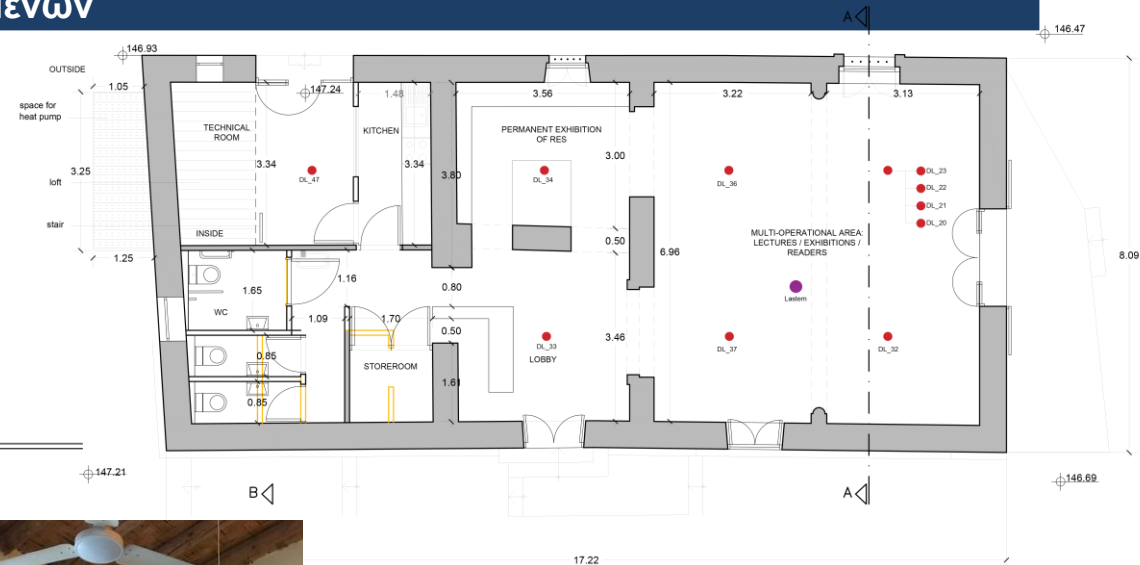 μένων
A
146.47
146.93
OUTSIDE
1.05
147.24
1.48
3.56
3.22
3.13
space for
heat pump
TECHNICAL
ROOM
KITCHEN
PERMANENT EXHIBITION
OF RES
3.34
3.34
3.80
3.00
3.25
DL_47
DL_34
DL_36
DL_23
DL_22
DL_21
DL_20
loft
stair
INSIDE
0.50
6.96
MULTI-OPERATIONAL AREA:
LECTURES / EXHIBITIONS /
READERS
8.09
1.25
1.16
1.65
0.80
Lastem
WC
1.09
1.70
0.50
3.46
DL_33
LOBBY
DL_37
DL_32
0.85
STOREROOM
1.61
0.85
147.21
B
A
146.69
17.22